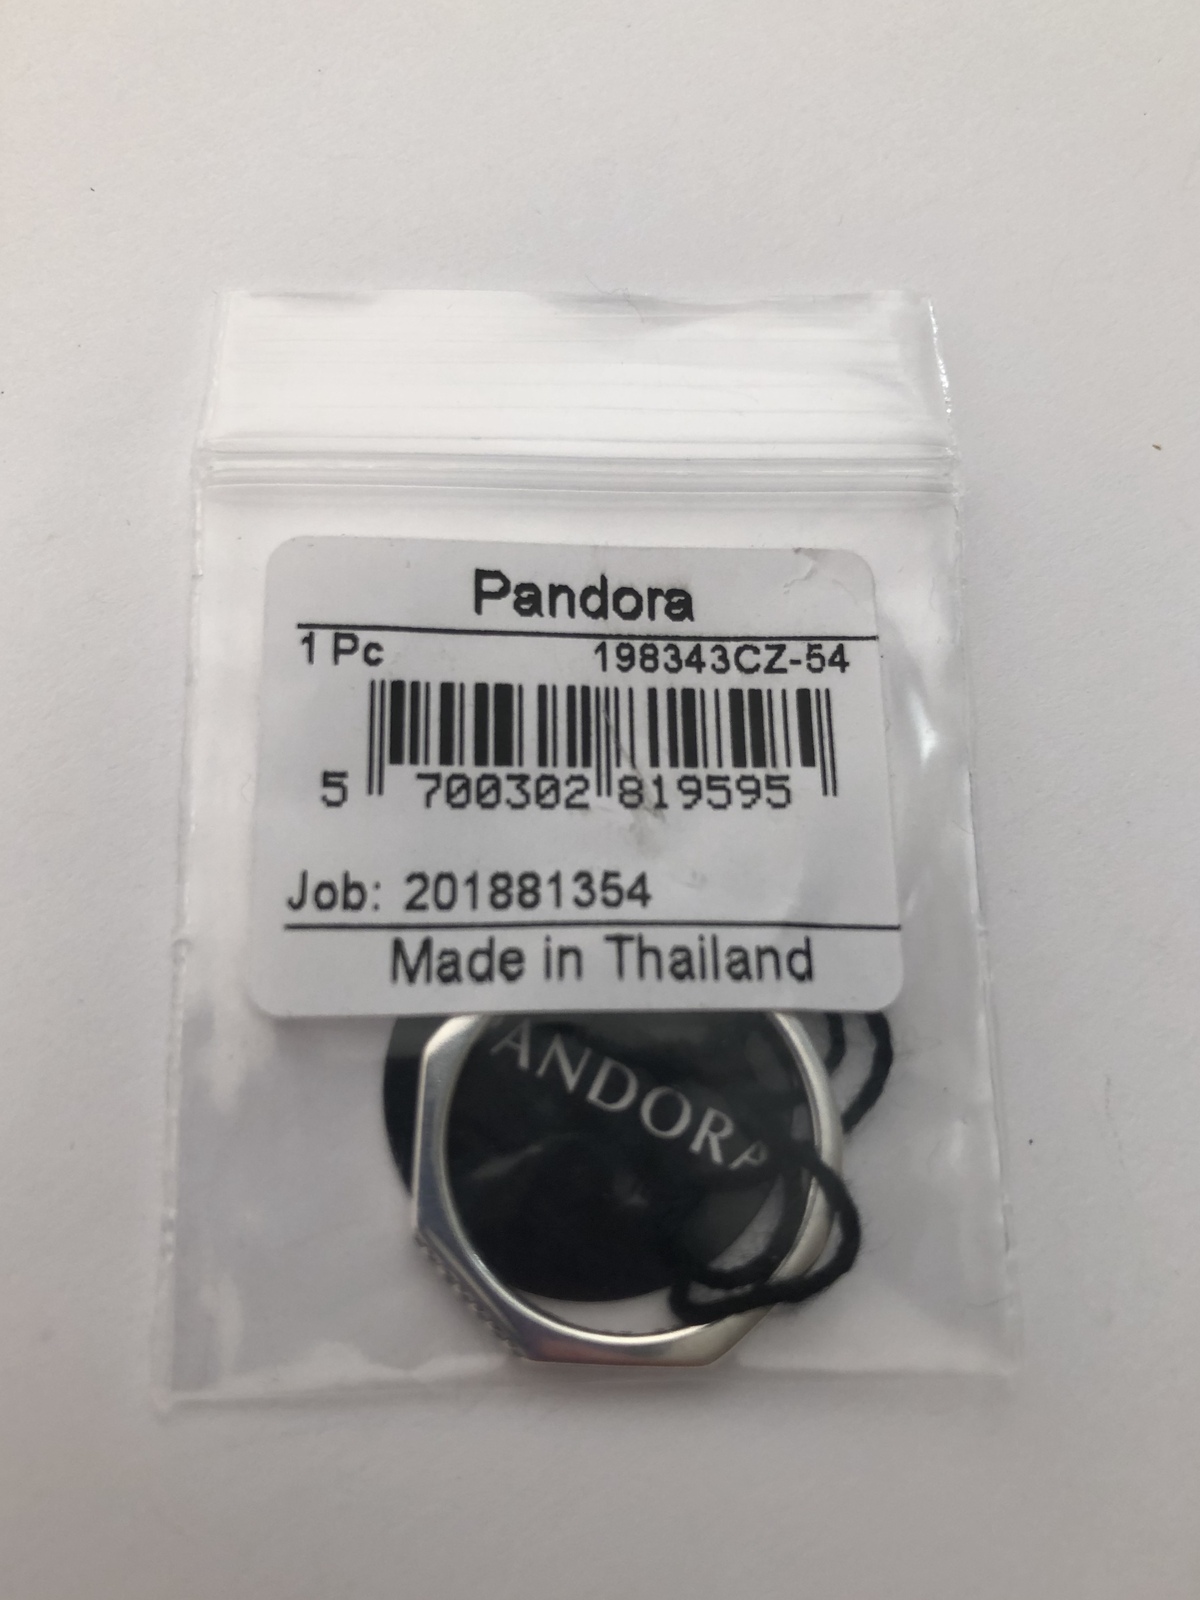 Pandora
1 Pc 198343CZ-54
5 700302 819595
Job: 201881354
Made in Thailand
ANDORA